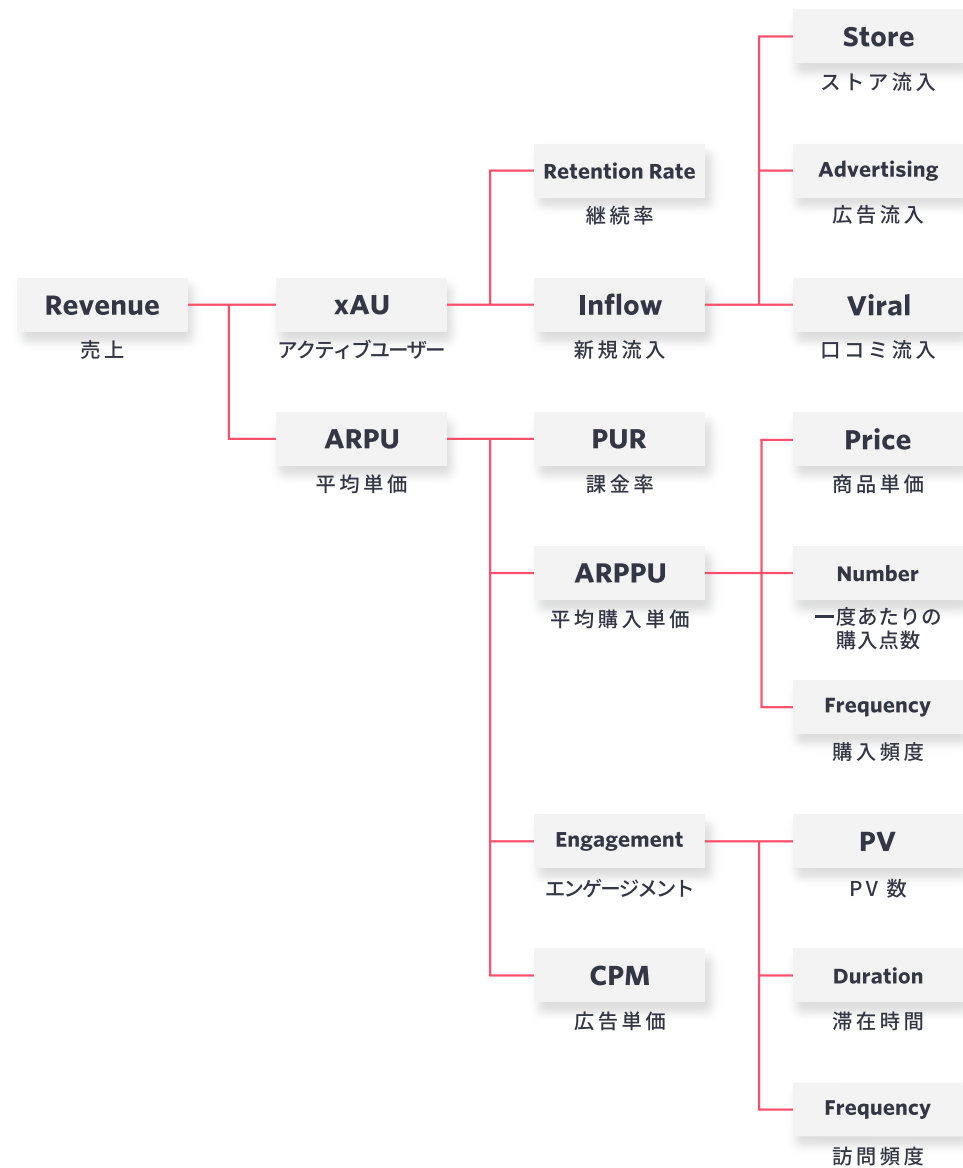 Store
ストア流入
Retention Rate
継続率
Advertising
広告流入
Revenue
売上
xAU
アクティブユーザー
Inflow
新規流入
Viral
口コミ流入
ARPU
平均単価
PUR
課金率
Price
商品単価
ARPPU
平均購入単価
Number
一度あたりの
購入点数
Frequency
購入頻度
Engagement
エンゲージメント
PV
PV 数
CPM
広告単価
Duration
滞在時間
Frequency
訪問頻度